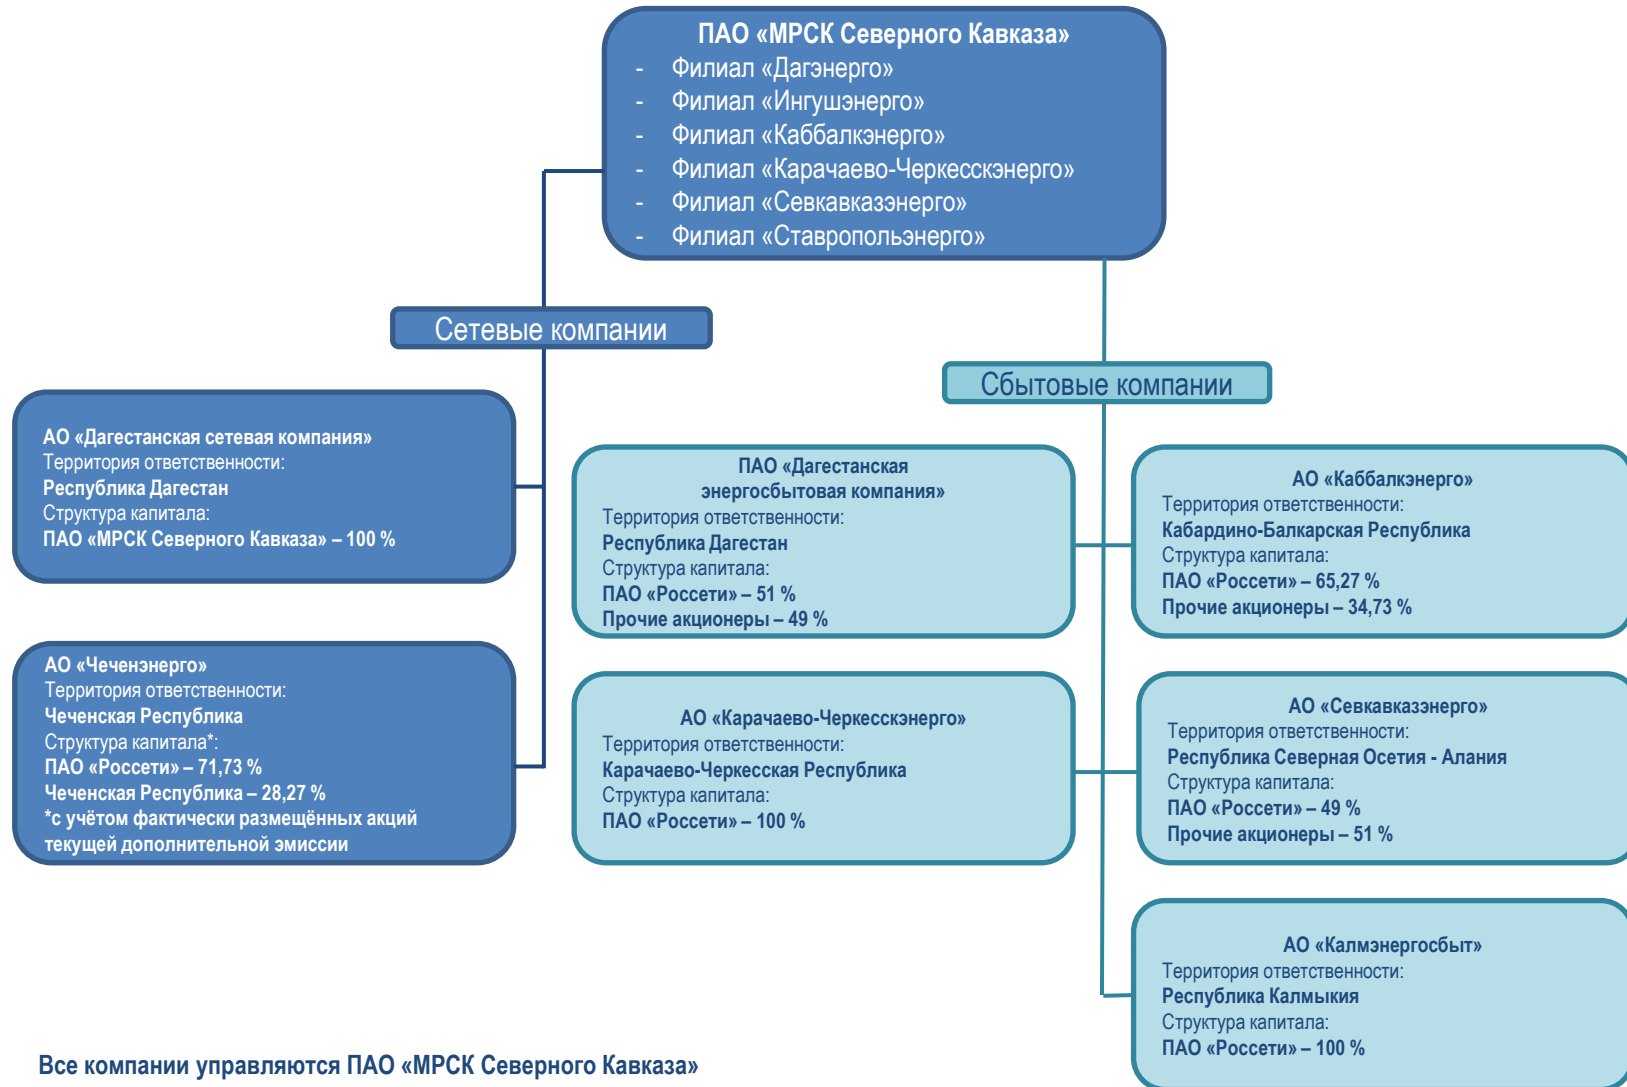 ПАО «МРСК Северного Кавказа»
- Филиал «Дагэнерго»
- Филиал «Ингушэнерго»
- Филиал «Каббалкэнерго»
- Филиал «Карачаево-Черкесскэнерго»
- Филиал «Севкавказэнерго»
- Филиал «Ставропольэнерго»
Сетевые компании
АО «Дагестанская сетевая компания»
Территория ответственности:
Республика Дагестан
Структура капитала:
ПАО «МРСК Северного Кавказа» – 100 %
АО «Чеченэнерго»
Территория ответственности:
Чеченская Республика
Структура капитала*:
ПАО «Россети» – 71,73 %
Чеченская Республика – 28,27 %
*с учётом фактически размещённых акций
текущей дополнительной эмиссии
Сбытовые компании
ПАО «Дагестанская
энергосбытовая компания»
Территория ответственности:
Республика Дагестан
Структура капитала:
ПАО «Россети» – 51 %
Прочие акционеры – 49 %
АО «Каббалкэнерго»
Территория ответственности:
Кабардино-Балкарская Республика
Структура капитала:
ПАО «Россети» – 65,27 %
Прочие акционеры – 34,73 %
АО «Карачаево-Черкесскэнерго»
Территория ответственности:
Карачаево-Черкесская Республика
Структура капитала:
ПАО «Россети» – 100 %
АО «Севкавказэнерго»
Территория ответственности:
Республика Северная Осетия - Алания
Структура капитала:
ПАО «Россети» – 49 %
Прочие акционеры – 51 %
АО «Калмэнергосбыт»
Территория ответственности:
Республика Калмыкия
Структура капитала:
ПАО «Россети» – 100 %
Все компании управляются ПАО «МРСК Северного Кавказа»